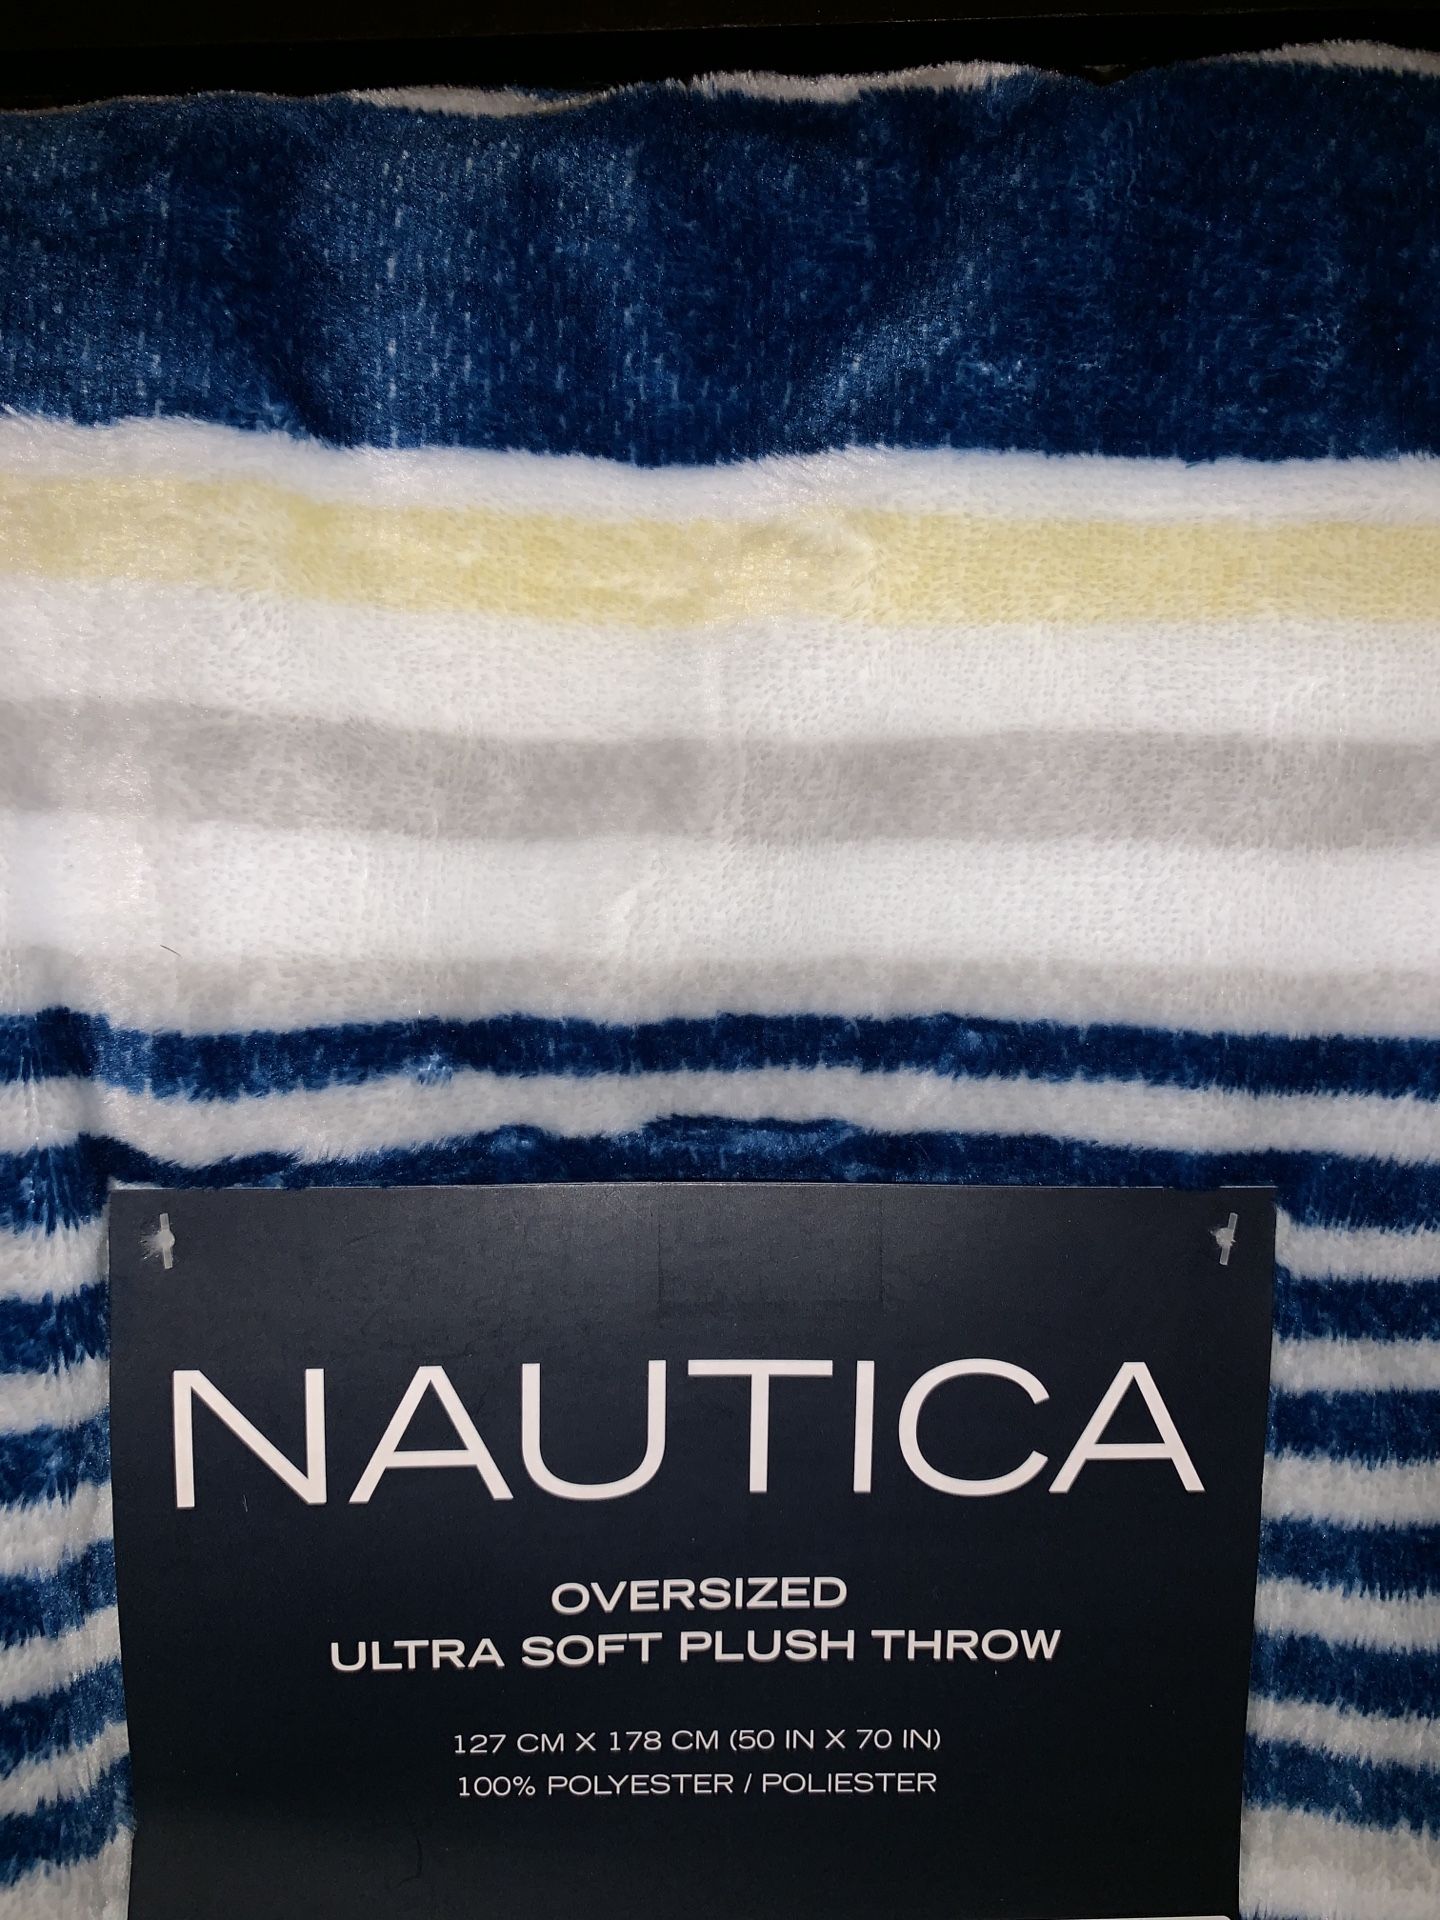 NAUTICA
OVERSIZED
ULTRA SOFT PLUSH THROW
127 CM X 178 CM (50 IN X 70 IN)
100% POLYESTER / POLIESTER